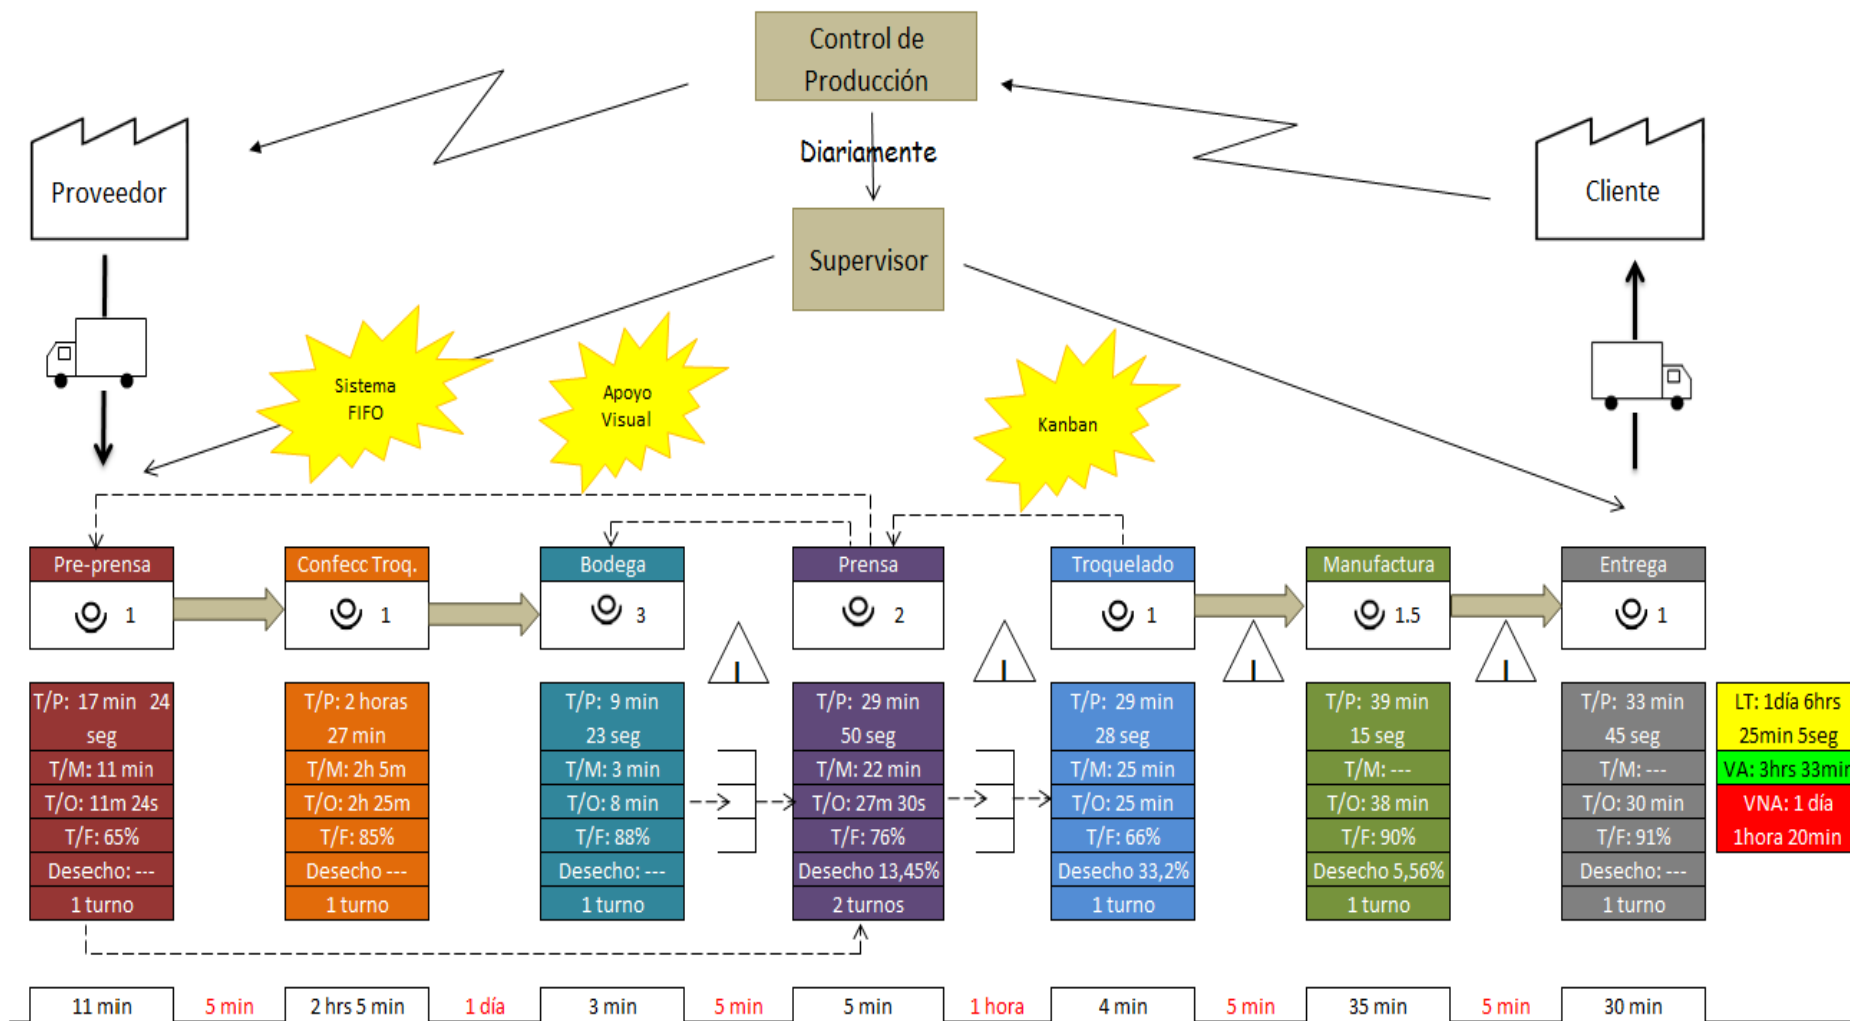 Control de
Producción
Diariamente
Proveedor
Cliente
Supervisor
Sistema
FIFO
Apoyo
Visual
Kanban
Pre-prensa
1
Confecc Troq.
1
Bodega
3
Prensa
2
Troquelado
1
Manufactura
1.5
Entrega
1
I
I
I
I
T/P: 17 min 24
seg
T/M: 11 min
T/O: 11m 24s
T/F: 65%
Desecho: ---
1 turno
T/P: 2 horas
27 min
T/M: 2h 5m
T/O: 2h 25m
T/F: 85%
Desecho ---
1 turno
T/P: 9 min
23 seg
T/M: 3 min
T/O: 8 min
T/F: 88%
Desecho: ---
1 turno
T/P: 29 min
50 seg
T/M: 22 min
T/O: 27m 30s
T/F: 76%
Desecho 13,45%
2 turnos
T/P: 29 min
28 seg
T/M: 25 min
T/O: 25 min
T/F: 66%
Desecho 33,2%
1 turno
T/P: 39 min
15 seg
T/M: ---
T/O: 38 min
T/F: 90%
Desecho 5,56%
1 turno
T/P: 33 min
45 seg
T/M: ---
T/O: 30 min
T/F: 91%
Desecho: ---
1 turno
LT: 1día 6hrs
25min 5seg
VA: 3hrs 33min
VNA: 1 día
1hora 20min
11 min
5 min
2 hrs 5 min
1 día
3 min
5 min
5 min
1 hora
4 min
5 min
35 min
5 min
30 min